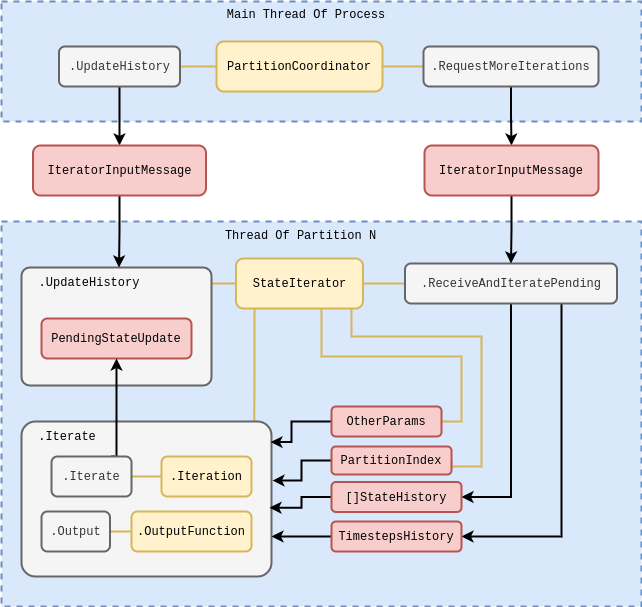 Main Thread Of Process
.UpdateHistory
PartitionCoordinator
.RequestMoreIterations
IteratorInputMessage
IteratorInputMessage
Thread Of Partition N
.UpdateHistory
StateIterator
.ReceiveAndIteratePending
PendingStateUpdate
OtherParams
.Iterate
PartitionIndex
.Iterate
.Iteration
[]StateHistory
.Output
.OutputFunction
TimestepsHistory